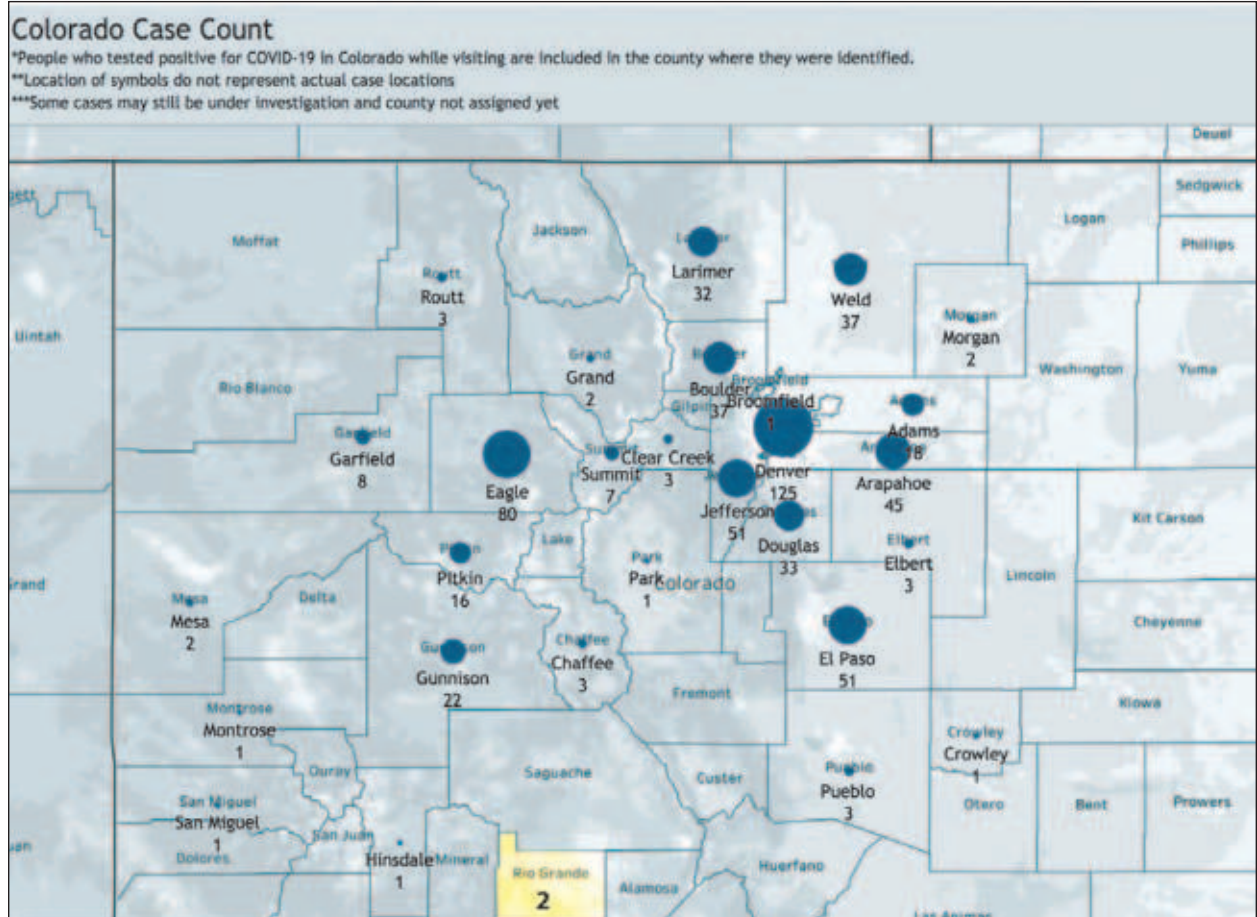 Colorado Case Count
*People who tested positive for COVID-19 in Colorado while visiting are included in the county where they were identified.
**Location of symbols do not represent actual case locations
***Some cases may still be under investigation and county not assigned yet
Deuel
Sedgwick
Logan
Phillips
Jackson
Moffat
Larimer
32
Routt
Routt
3
Weld
37
Morgan
Morgan
2
Uintah
Washington
Yuma
Grand
Grand
2
Rio Blanco
Boulder
37
Broomfield
Broomfield
1
Gilpin
Adams
18
Garfield
Garfield
8
Eagle
80
Summit
7
Clear Creek
3
Denver
125
Arapahoe
45
Jefferson
51
Douglas
33
Kit Carson
Lake
Park
Park
1
Colorado
Elbert
Elbert
3
Lincoln
Pitkin
16
Delta
Mesa
Mesa
2
Cheyenne
Gunnison
22
Chaffee
Chaffee
3
El Paso
51
Fremont
Kiowa
Montrose
Montrose
1
Crowley
Crowley
1
Ouray
Saguache
Custer
Pueblo
Pueblo
3
Otero
Bent
Prowers
San Miguel
San Miguel
1
San Juan
Dolores
Hinsdale
1
Mineral
Rio Grande
2
Alamosa
Huerfano
Las Animas